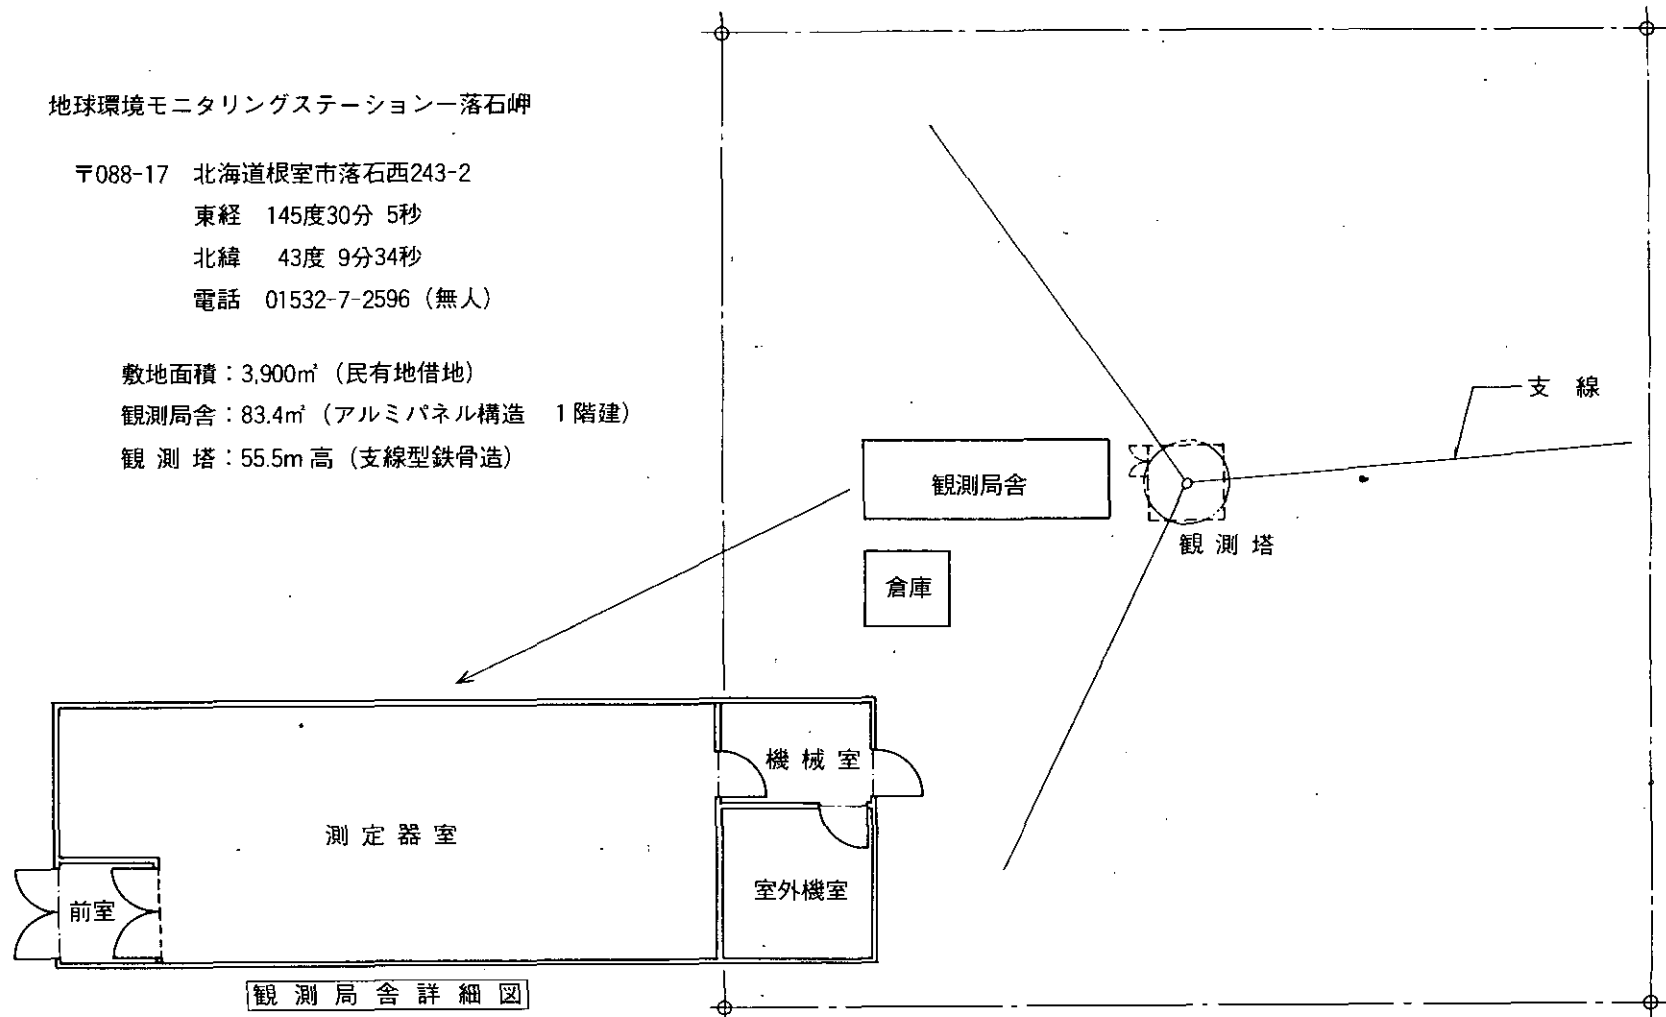 地球環境モニタリングステーション－落石岬
〒088-17　北海道根室市落石西243-2
東経　145度30分 5秒
北緯　43度 9分34秒
電話　01532-7-2596（無人）
敷地面積：3,900㎡（民有地借地）
観測局舎：83.4㎡（アルミパネル構造　1階建）
観 測 塔：55.5m 高（支線型鉄骨造）
支　線
観測局舎
観 測 塔
倉庫
機 械 室
測 定 器 室
室外機室
前室
観 測 局 舎 詳 細 図